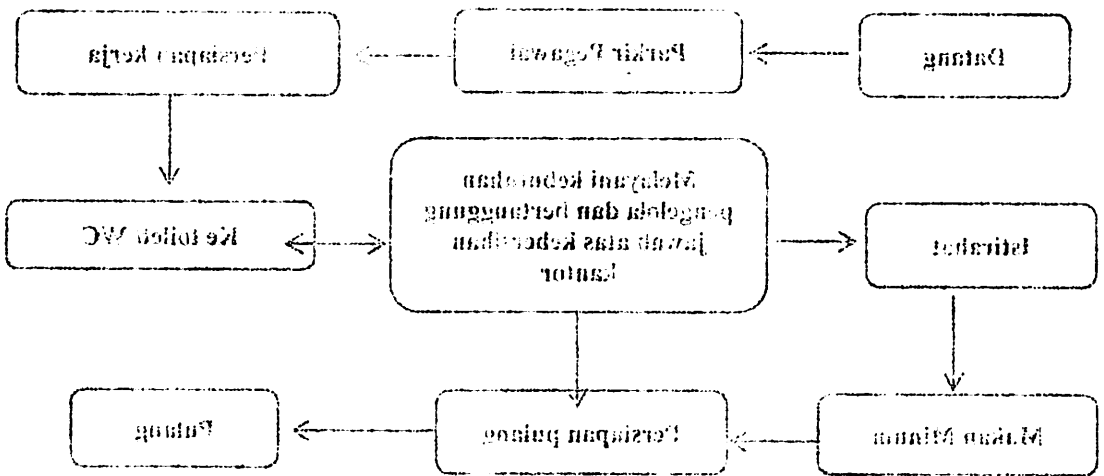 Datang
Parkir Pegawai
Persiapan kerja
Melayani kebutuhan
pengelola dan bertanggung
jawab atas kebersihan
kantor
Ke toilet/ WC
Istirahat
Makan Minum
Persiapan pulang
Pulang